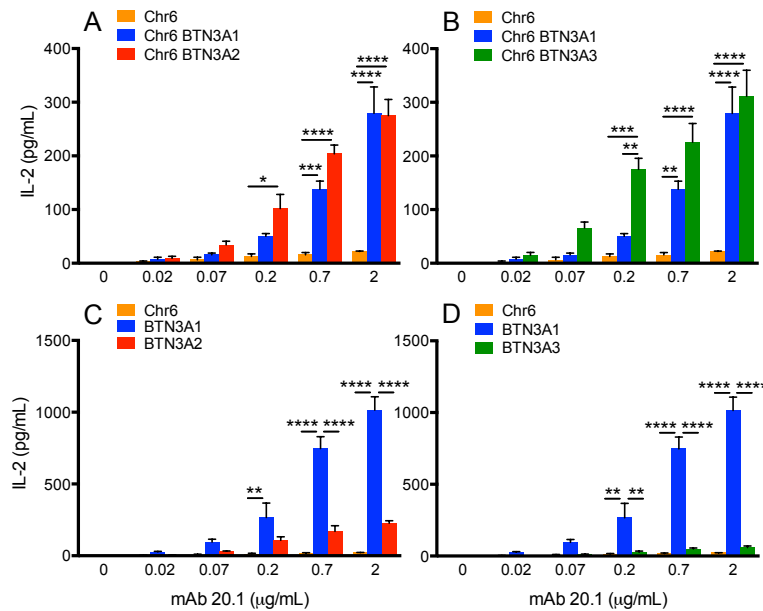 A
Chr6
Chr6 BTN3A1
Chr6 BTN3A2
IL-2 (pg/mL)
400
300
200
100
0
*
***
****
****
****
0 0.02 0.07 0.2 0.7 2
B
Chr6
Chr6 BTN3A1
Chr6 BTN3A3
400
300
200
100
0
***
**
****
**
****
****
0 0.02 0.07 0.2 0.7 2
C
Chr6
BTN3A1
BTN3A2
IL-2 (pg/mL)
1500
1000
500
0
**
**** ****
**** ****
0 0.02 0.07 0.2 0.7 2
mAb 20.1 (μg/mL)
D
Chr6
BTN3A1
BTN3A3
1500
1000
500
0
** **
**** ****
**** ****
0 0.02 0.07 0.2 0.7 2
mAb 20.1 (μg/mL)